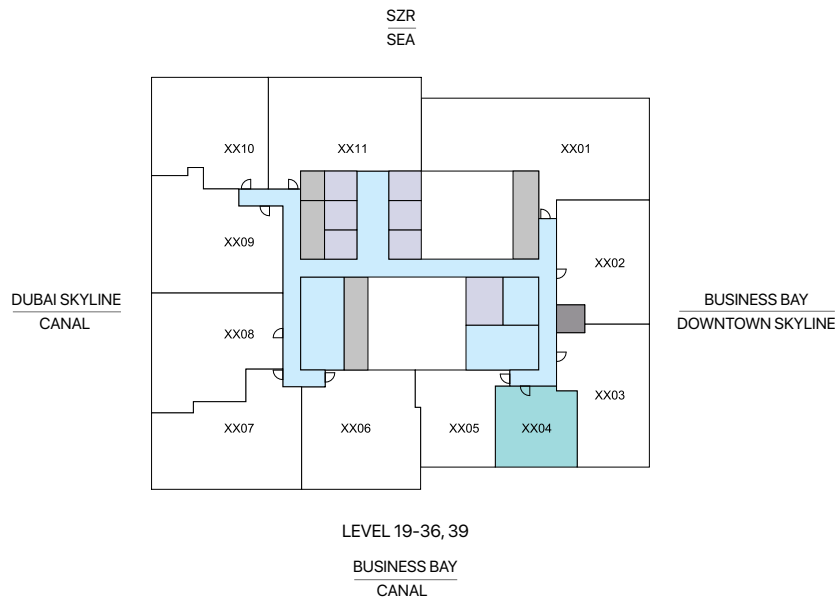 SZR
SEA
XX10
XX11
XX01
XX09
XX02
DUBAI SKYLINE
CANAL
BUSINESS BAY
DOWNTOWN SKYLINE
XX08
XX03
XX07
XX06
XX05
XX04
LEVEL 19-36, 39
BUSINESS BAY
CANAL